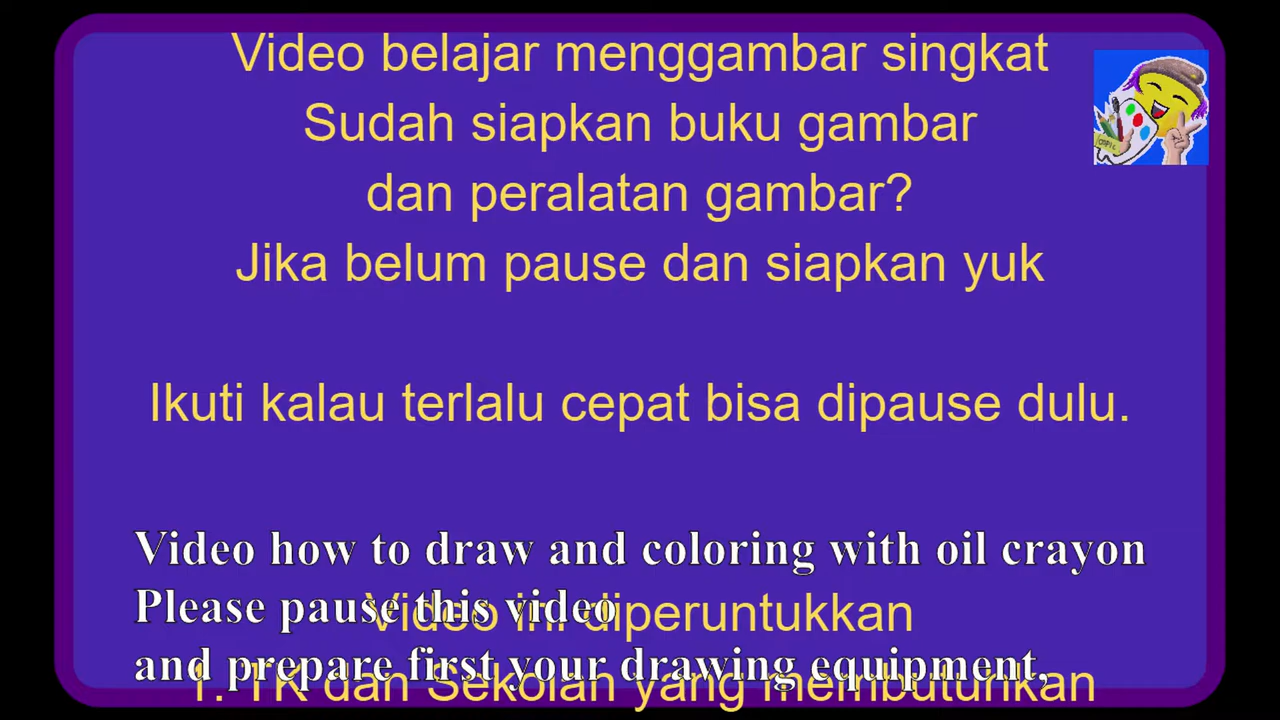 Video belajar menggambar singkat
Sudah siapkan buku gambar
dan peralatan gambar?
Jika belum pause dan siapkan yuk
Ikuti kalau terlalu cepat bisa dipause dulu.
Video how to draw and coloring with oil crayon
Please pause this video
Video ini diperuntukkan
and prepare first your drawing equipment,
1. TK dan Sekolah yang membutuhkan